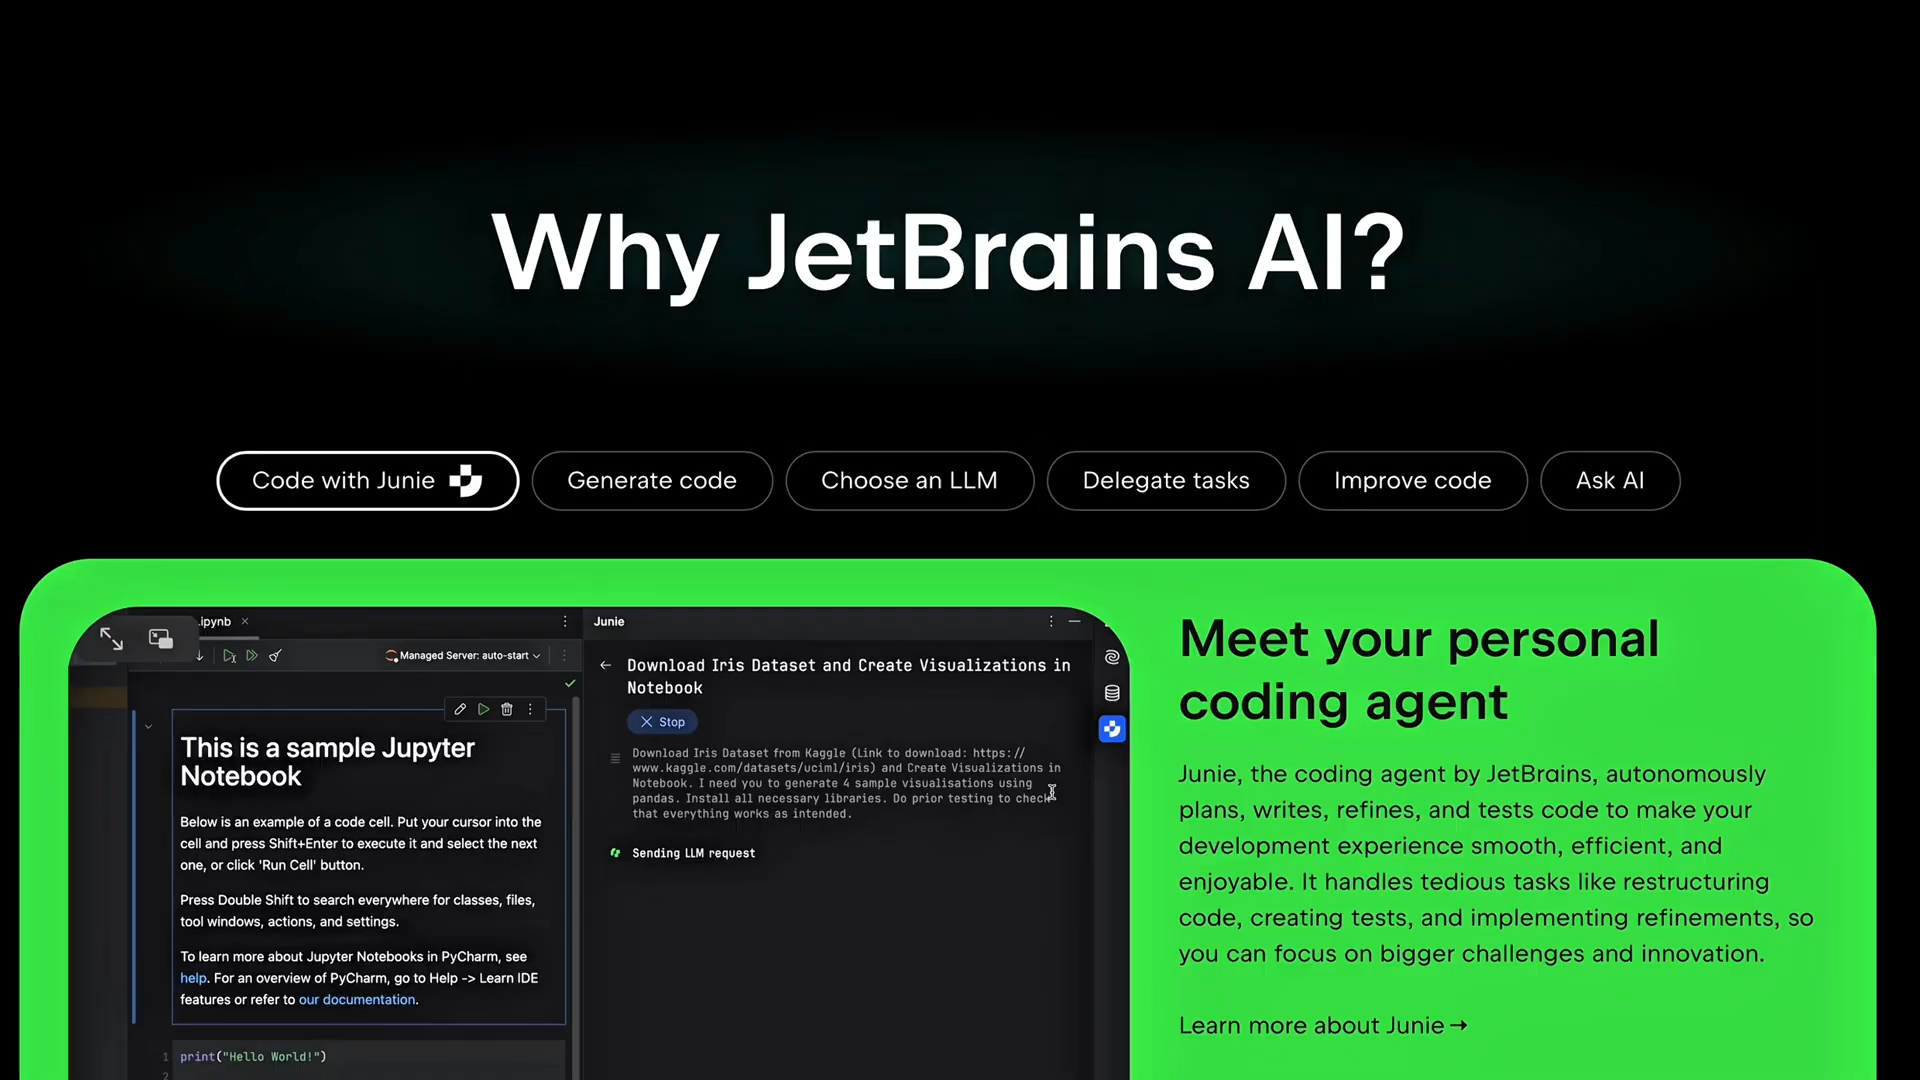 Why JetBrains AI?
Code with Junie
Generate code
Choose an LLM
Delegate tasks
Improve code
Ask AI
.ipynb
Managed Server: auto-start
This is a sample Jupyter
Notebook
Below is an example of a code cell. Put your cursor into the
cell and press Shift+Enter to execute it and select the next
one, or click 'Run Cell' button.
Press Double Shift to search everywhere for classes, files,
tool windows, actions, and settings.
To learn more about Jupyter Notebooks in PyCharm, see
help. For an overview of PyCharm, go to Help -> Learn IDE
features or refer to our documentation.
1 print("Hello World!")
2
Junie
Download Iris Dataset and Create Visualizations in
Notebook
Stop
Download Iris Dataset from Kaggle (Link to download: https://
www.kaggle.com/datasets/uciml/iris) and Create Visualizations in
Notebook. I need you to generate 4 sample visualisations using
pandas. Install all necessary libraries. Do prior testing to check
that everything works as intended.
Sending LLM request
Meet your personal
coding agent
Junie, the coding agent by JetBrains, autonomously
plans, writes, refines, and tests code to make your
development experience smooth, efficient, and
enjoyable. It handles tedious tasks like restructuring
code, creating tests, and implementing refinements, so
you can focus on bigger challenges and innovation.
Learn more about Junie →